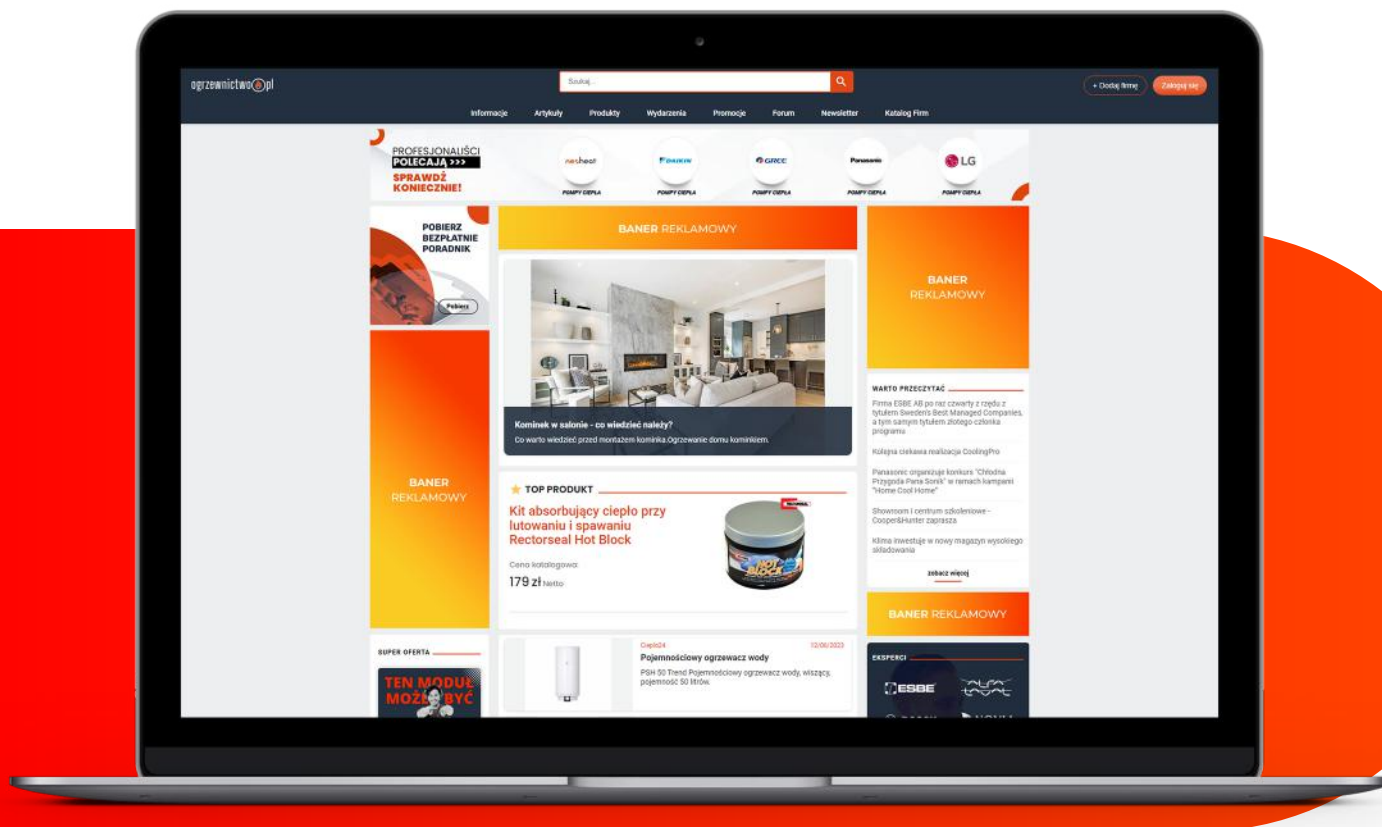 ogrzewnictwo pl
Szukaj...
+ Dodaj firmę
Zaloguj się
Informacje Artykuły Produkty Wydarzenia Promocje Forum Newsletter Katalog Firm
PROFESJONALIŚCI
POLECAJĄ >>>
SPRAWDŹ
KONIECZNIE!
nexheat
POMPY CIEPŁA
DAIKIN
POMPY CIEPŁA
GREE
POMPY CIEPŁA
Panasonic
POMPY CIEPŁA
LG
POMPY CIEPŁA
POBIERZ
BEZPŁATNIE
PORADNIK
Pobierz
BANER
REKLAMOWY
SUPER OFERTA
TEN MODUŁ
MOŻE BYĆ
BANER REKLAMOWY
Kominek w salonie - co wiedzieć należy?
Co warto wiedzieć przed montażem kominka.Ogrzewanie domu kominkiem.
TOP PRODUKT
Kit absorbujący ciepło przy
lutowaniu i spawaniu
Rectorseal Hot Block
Cena katalogowa:
179 zł Netto
HOT
BLOCK
Ciepło24
12/06/2023
Pojemnościowy ogrzewacz wody
PSH 50 Trend Pojemnościowy ogrzewacz wody, wiszący,
pojemność 50 litrów.
BANER
REKLAMOWY
WARTO PRZECZYTAĆ
Firma ESBE AB po raz czwarty z rzędu z
tytułem Sweden's Best Managed Companies,
a tym samym tytułem złotego członka
programu
Kolejna ciekawa realizacja CoolingPro
Panasonic organizuje konkurs "Chłodna
Przygoda Pana Sonik" w ramach kampanii
"Home Cool Home"
Showroom i centrum szkoleniowe -
Cooper&Hunter zaprasza
Klima inwestuje w nowy magazyn wysokiego
składowania
zobacz więcej
BANER REKLAMOWY
EKSPERCI
ESBE
ALFA
LAVAL